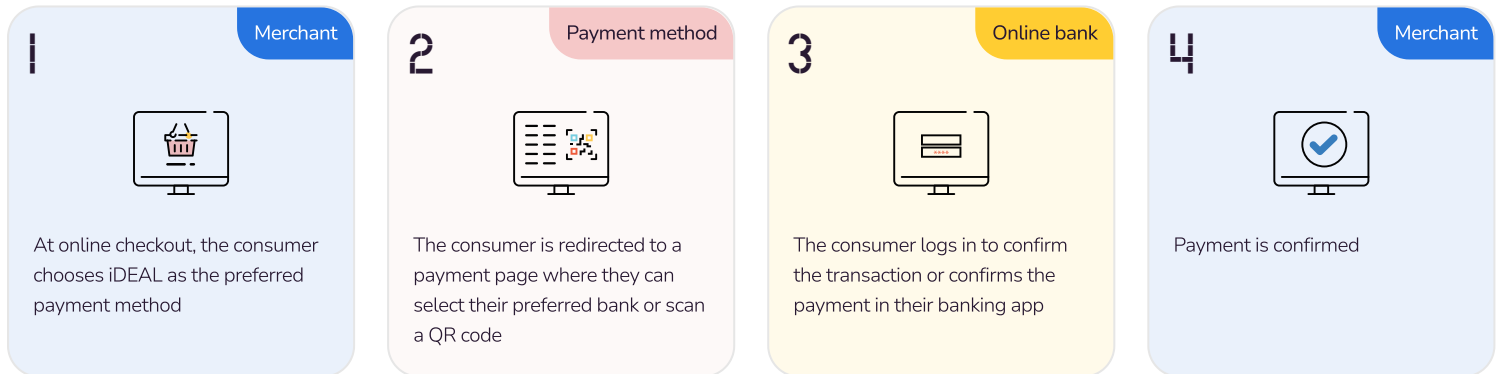 1
Merchant
At online checkout, the consumer
chooses iDEAL as the preferred
payment method
2
Payment method
The consumer is redirected to a
payment page where they can
select their preferred bank or scan
a QR code
3
Online bank
The consumer logs in to confirm
the transaction or confirms the
payment in their banking app
4
Merchant
Payment is confirmed